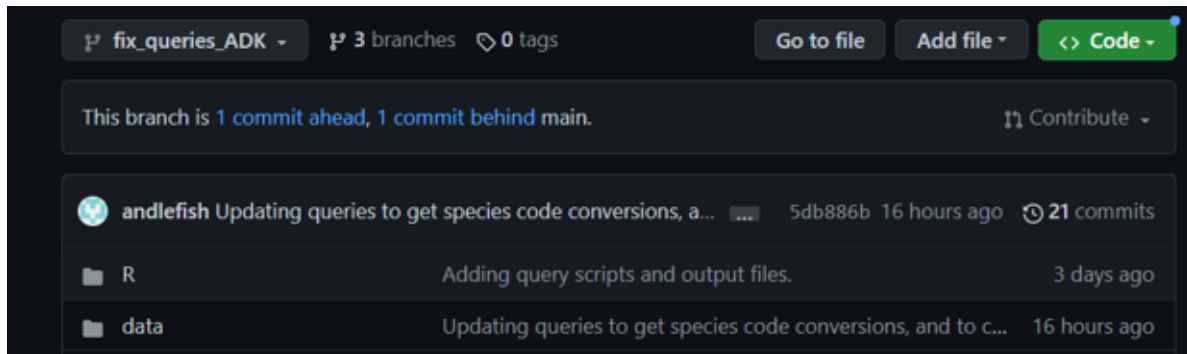 fix_queries_ADK 3 branches 0 tags Go to file Add file <> Code
This branch is 1 commit ahead, 1 commit behind main. Contribute
andlefish Updating queries to get species code conversions, a... ... 5db886b 16 hours ago 21 commits
R Adding query scripts and output files. 3 days ago
data Updating queries to get species code conversions, and to c... 16 hours ago